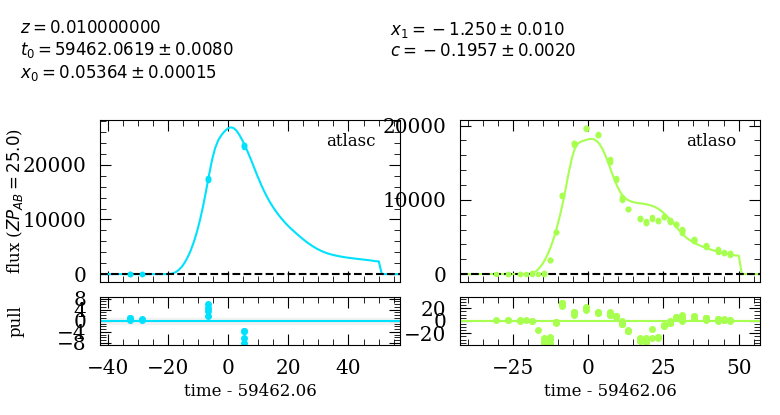 z = 0.010000000
t₀ = 59462.0619 ± 0.0080
x₀ = 0.05364 ± 0.00015
x₁ = −1.250 ± 0.010
c = −0.1957 ± 0.0020
flux (ZP_AB = 25.0)
20000
10000
0
atlasc
20000
10000
0
atlaso
pull
8
4
0
−4
−8
−40 −20 0 20 40
time - 59462.06
20
0
−20
−25 0 25 50
time - 59462.06